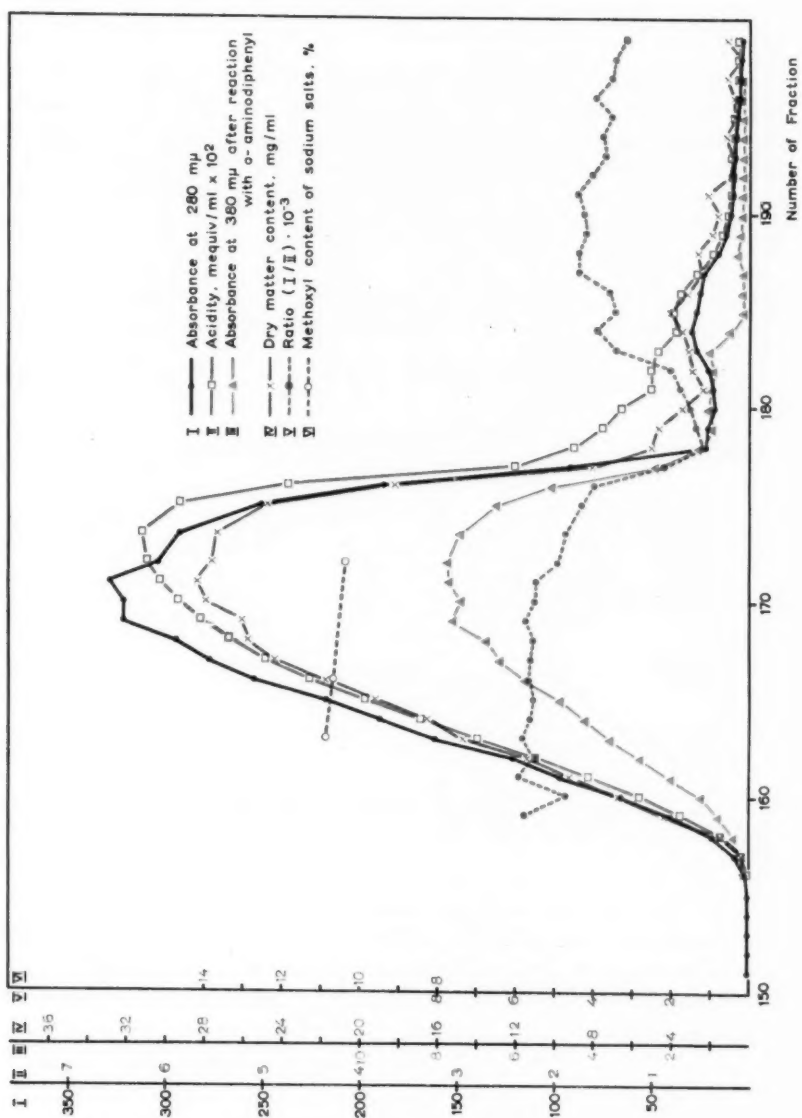 I Absorbance at 280 mμ
II Acidity, mequiv/ml x 10²
III Absorbance at 380 mμ after reaction
with o-aminodiphenyl
IV Dry matter content, mg/ml
V Ratio (I/II)·10⁻³
VI Methoxyl content of sodium salts, %
I II III IV V VI
36
350 7
32
300 6 28 14
250 5 24 12
200 4 10 20 10
150 3 8 16 8 8
100 2 6 12 6
4 8 4
50 1 2 4 2
150 160 170 180 190
Number of Fraction